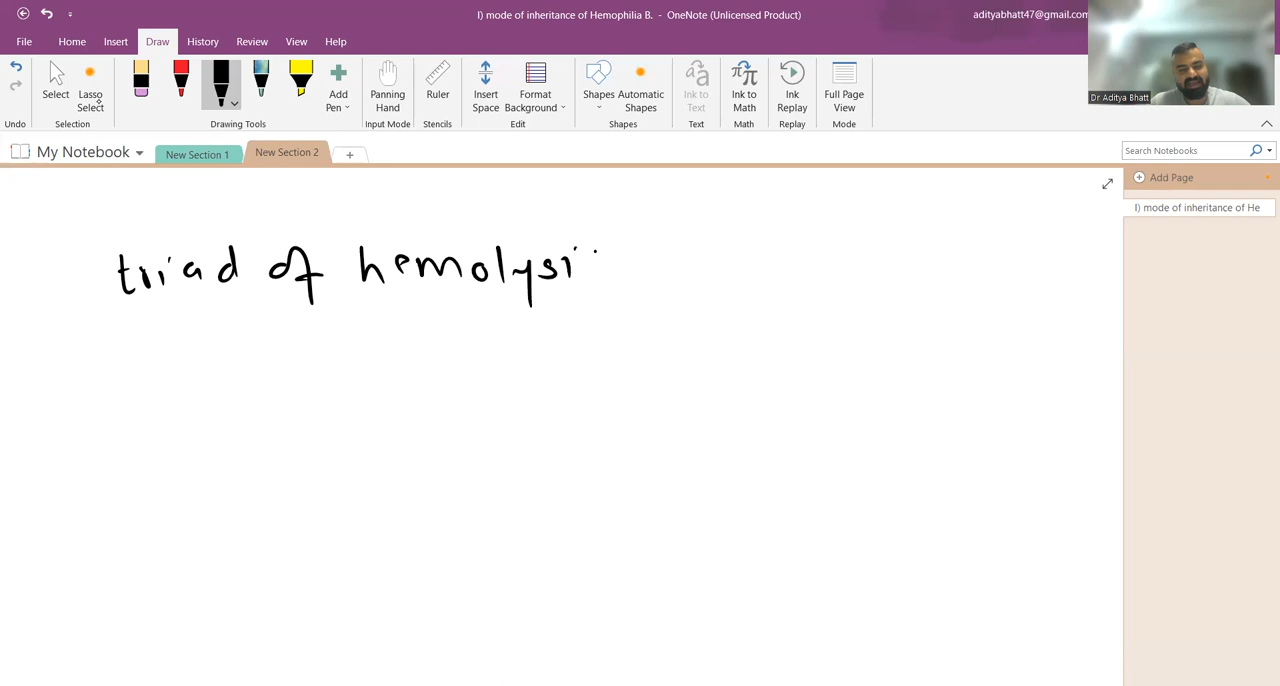 I) mode of inheritance of Hemophilia B. - OneNote (Unlicensed Product)
adityabhatt47@gmail.com
File Home Insert Draw History Review View Help
Dr Aditya Bhatt
Undo
Select
Lasso Select
Selection
Drawing Tools
Add Pen
Panning Hand
Input Mode
Ruler
Stencils
Insert Space
Format Background
Edit
Shapes
Automatic Shapes
Shapes
Ink to Text
Text
Ink to Math
Math
Ink Replay
Replay
Full Page View
Mode
My Notebook New Section 1 New Section 2 +
Search Notebooks
Add Page
I) mode of inheritance of He
triad of hemolysi